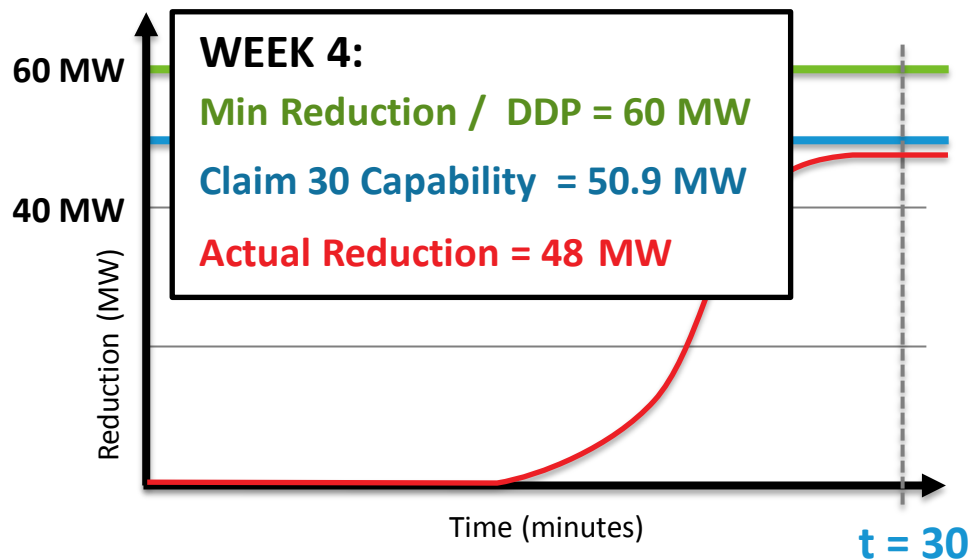 WEEK 4:
60 MW
Min Reduction / DDP = 60 MW
Claim 30 Capability = 50.9 MW
40 MW
Actual Reduction = 48 MW
Reduction (MW)
Time (minutes)
t = 30